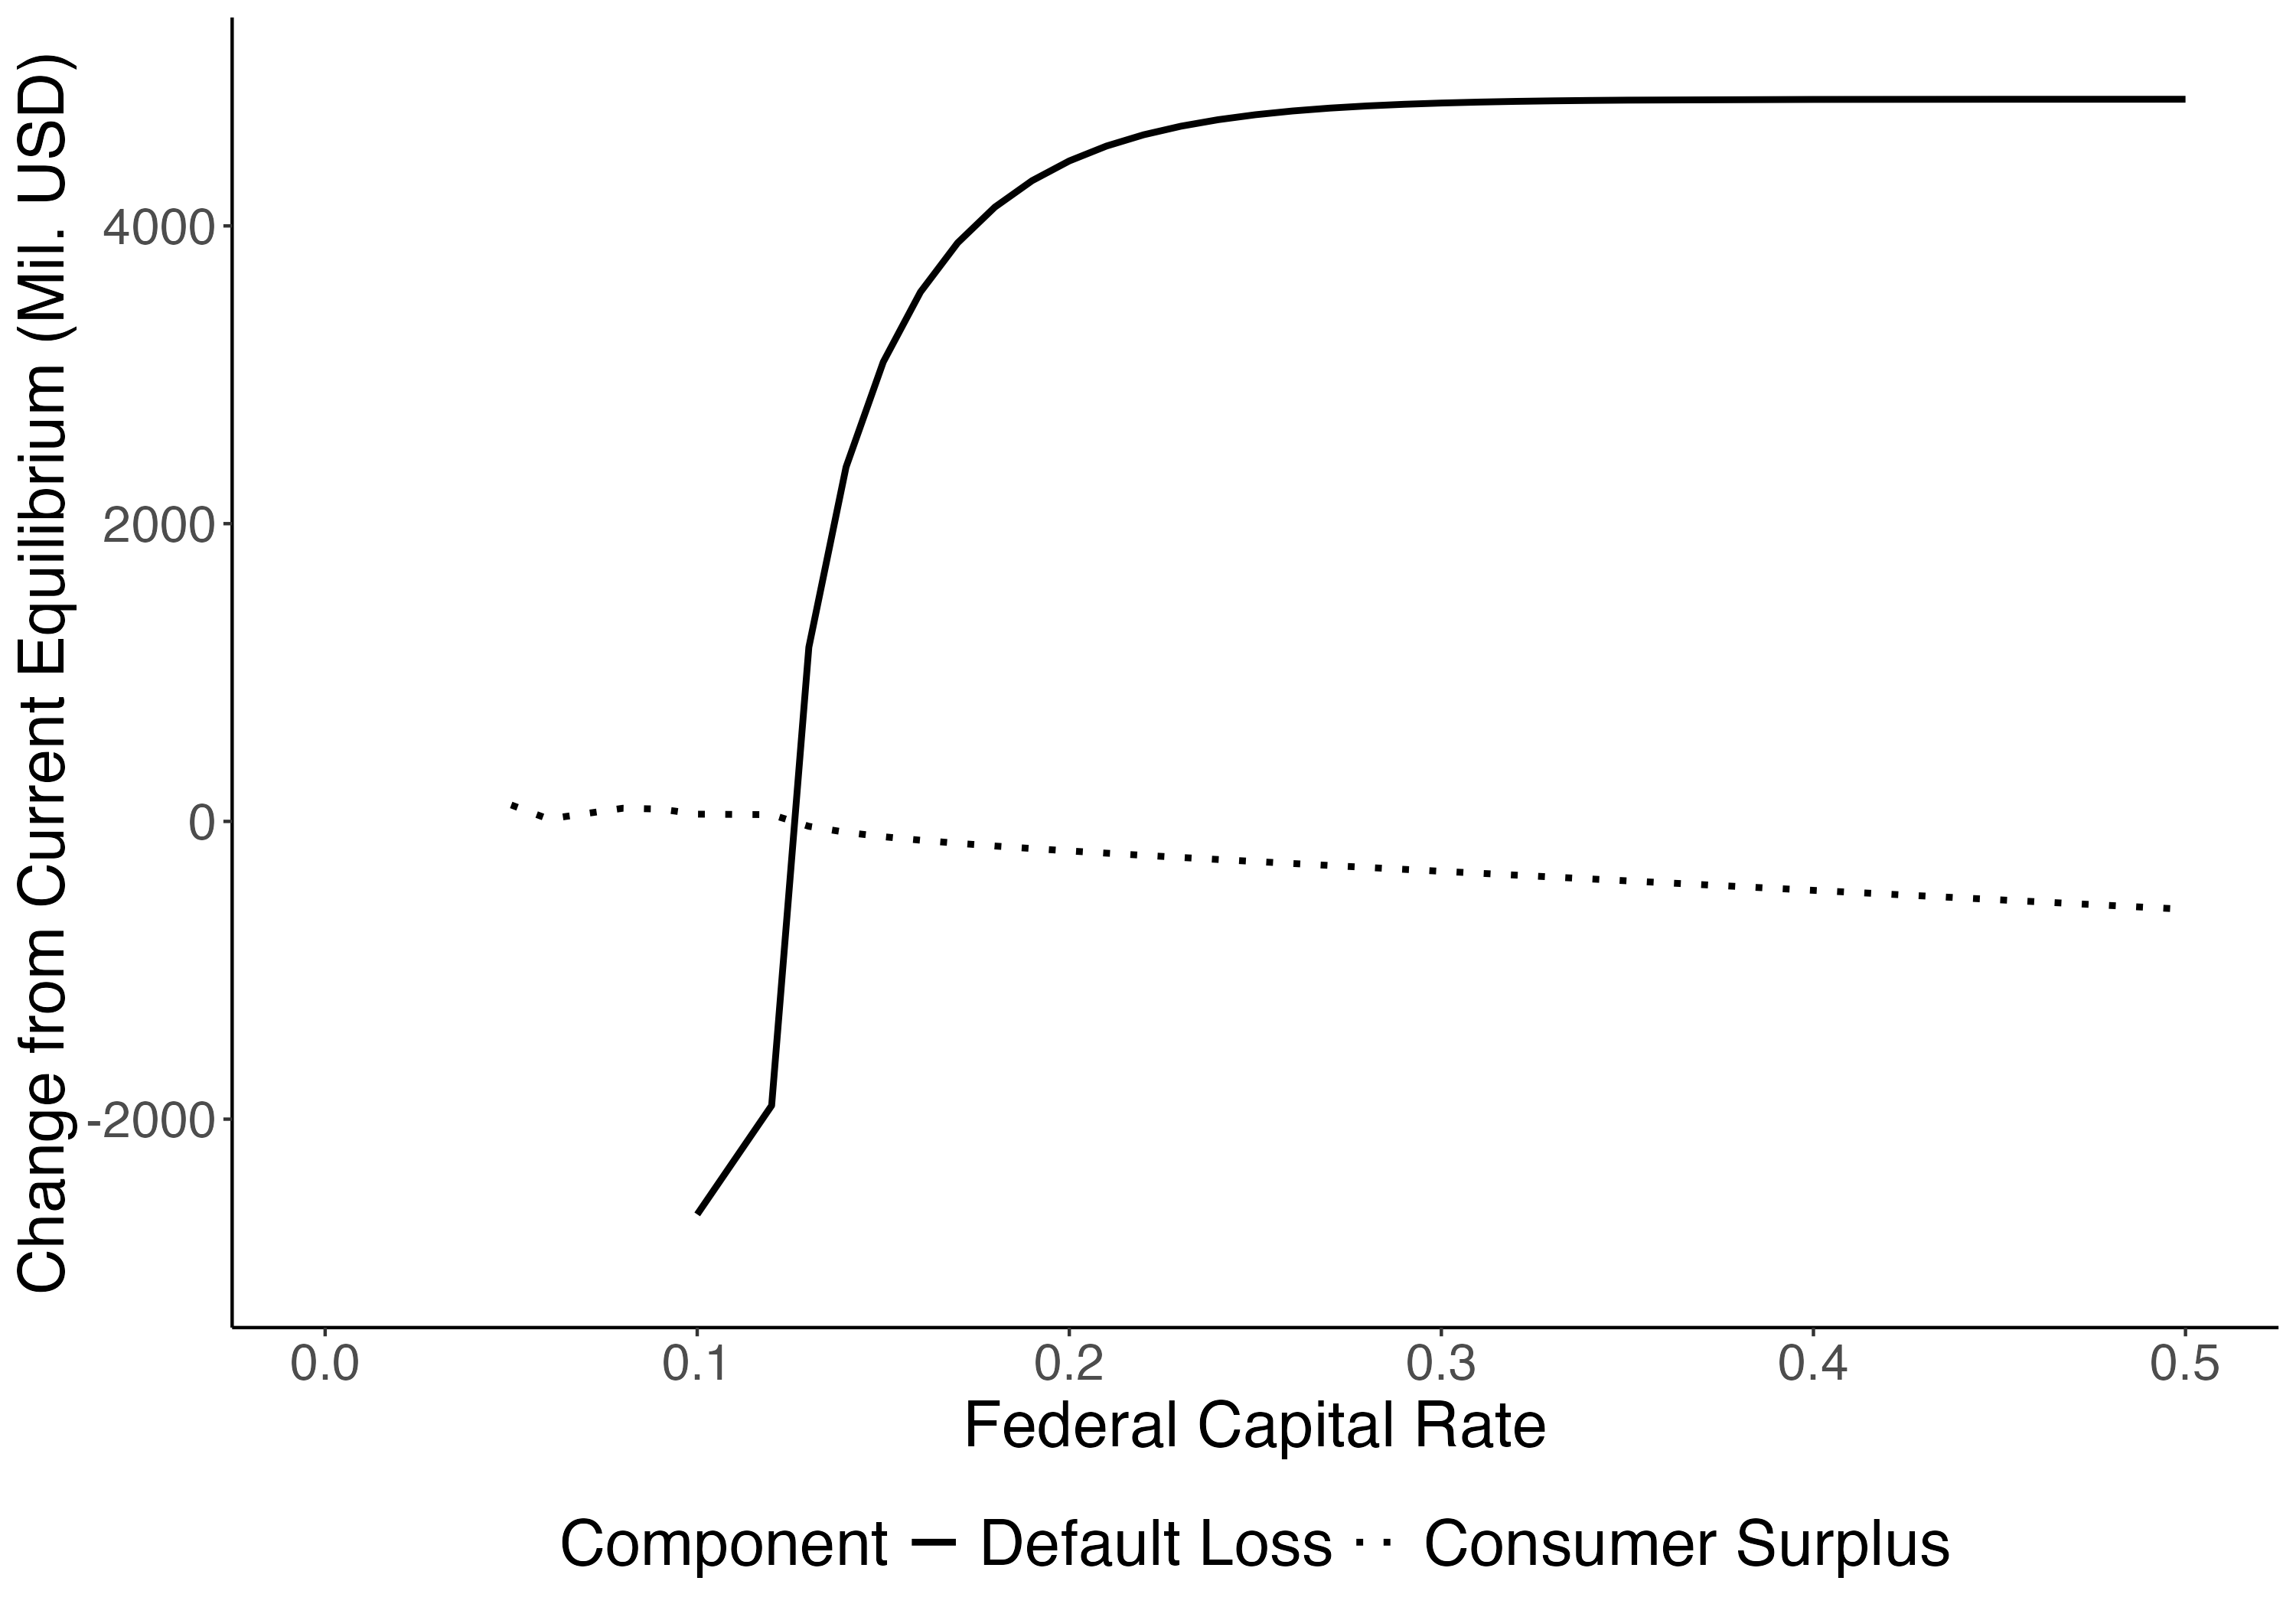 Change from Current Equilibrium (Mil. USD)
4000
2000
0
-2000
0.0 0.1 0.2 0.3 0.4 0.5
Federal Capital Rate
Component Default Loss Consumer Surplus